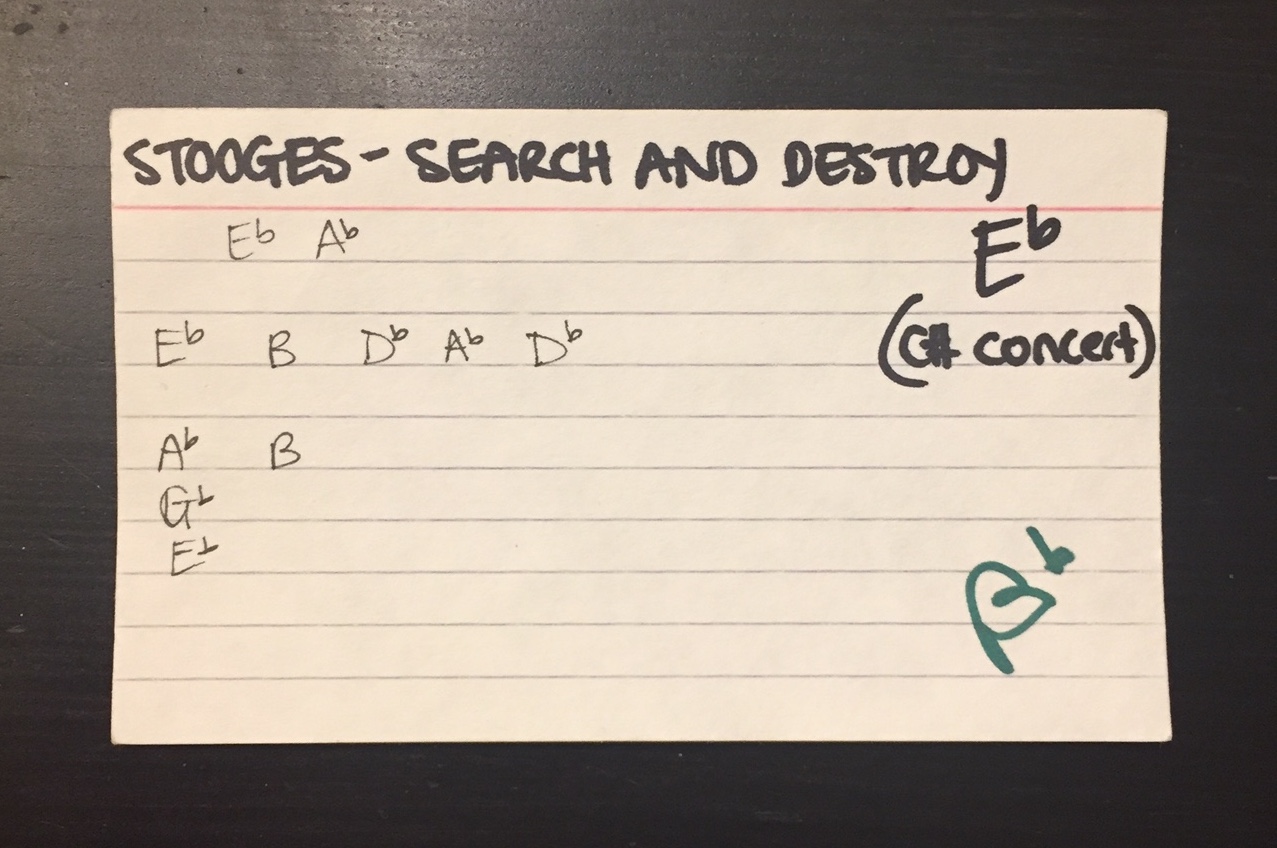 STOOGES - SEARCH AND DESTROY
E♭ A♭
E♭
E♭ B D♭ A♭ D♭
(C# concert)
A♭ B
G♭
E♭
B♭